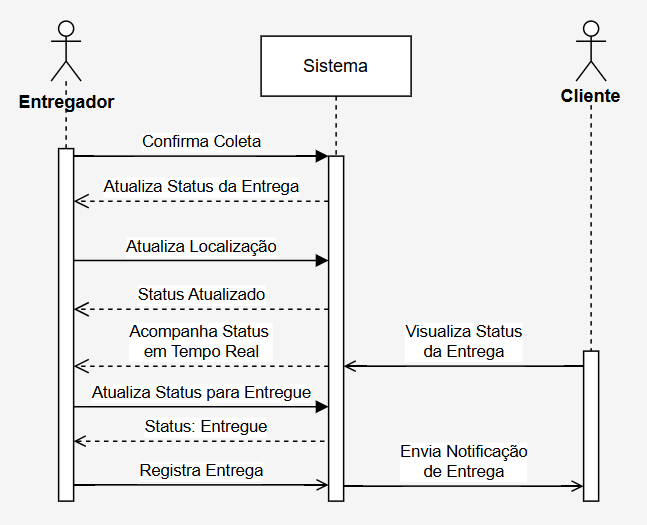 Sistema
Entregador
Cliente
Confirma Coleta
Atualiza Status da Entrega
Atualiza Localização
Status Atualizado
Acompanha Status
em Tempo Real
Visualiza Status
da Entrega
Atualiza Status para Entregue
Status: Entregue
Registra Entrega
Envia Notificação
de Entrega